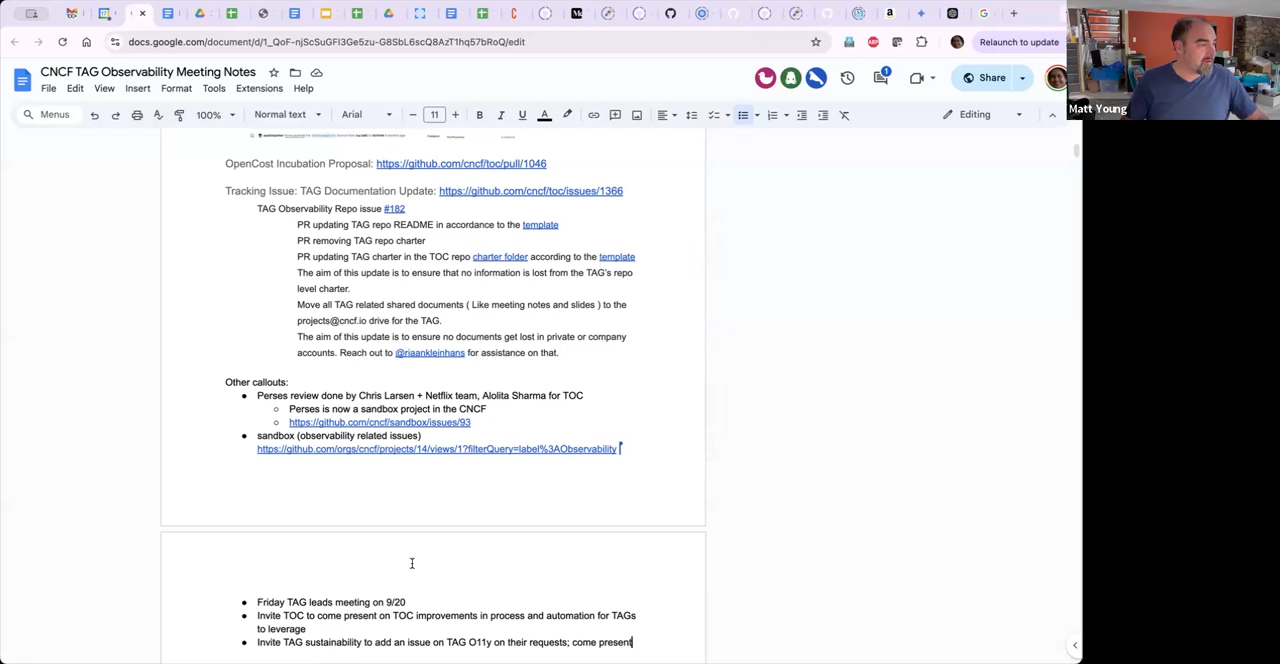 docs.google.com/document/d/1_QoF-njScSuGFl3Ge5zu-G8SbL6scQ8AzT1hq57bRoQ/edit
Relaunch to update
CNCF TAG Observability Meeting Notes
File Edit View Insert Format Tools Extensions Help
1
Share
Matt Young
Menus
100%
Normal text
Arial
11
B I U A
Editing
OpenCost Incubation Proposal: https://github.com/cncf/toc/pull/1046
Tracking Issue: TAG Documentation Update: https://github.com/cncf/toc/issues/1366
TAG Observability Repo issue #182
PR updating TAG repo README in accordance to the template
PR removing TAG repo charter
PR updating TAG charter in the TOC repo charter folder according to the template
The aim of this update is to ensure that no information is lost from the TAG's repo
level charter.
Move all TAG related shared documents ( Like meeting notes and slides ) to the
projects@cncf.io drive for the TAG.
The aim of this update is to ensure no documents get lost in private or company
accounts. Reach out to @riaankleinhans for assistance on that.
Other callouts:
● Perses review done by Chris Larsen + Netflix team, Alolita Sharma for TOC
○ Perses is now a sandbox project in the CNCF
○ https://github.com/cncf/sandbox/issues/93
● sandbox (observability related issues)
https://github.com/orgs/cncf/projects/14/views/1?filterQuery=label%3AObservability
● Friday TAG leads meeting on 9/20
● Invite TOC to come present on TOC improvements in process and automation for TAGs
to leverage
● Invite TAG sustainability to add an issue on TAG O11y on their requests; come present